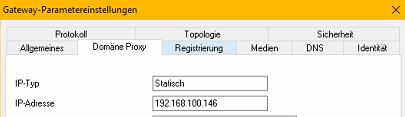 Gateway-Parametereinstellungen
Protokoll Topologie Sicherheit
Allgemeines Domäne Proxy Registrierung Medien DNS Identität
IP-Typ Statisch
IP-Adresse 192.168.100.146